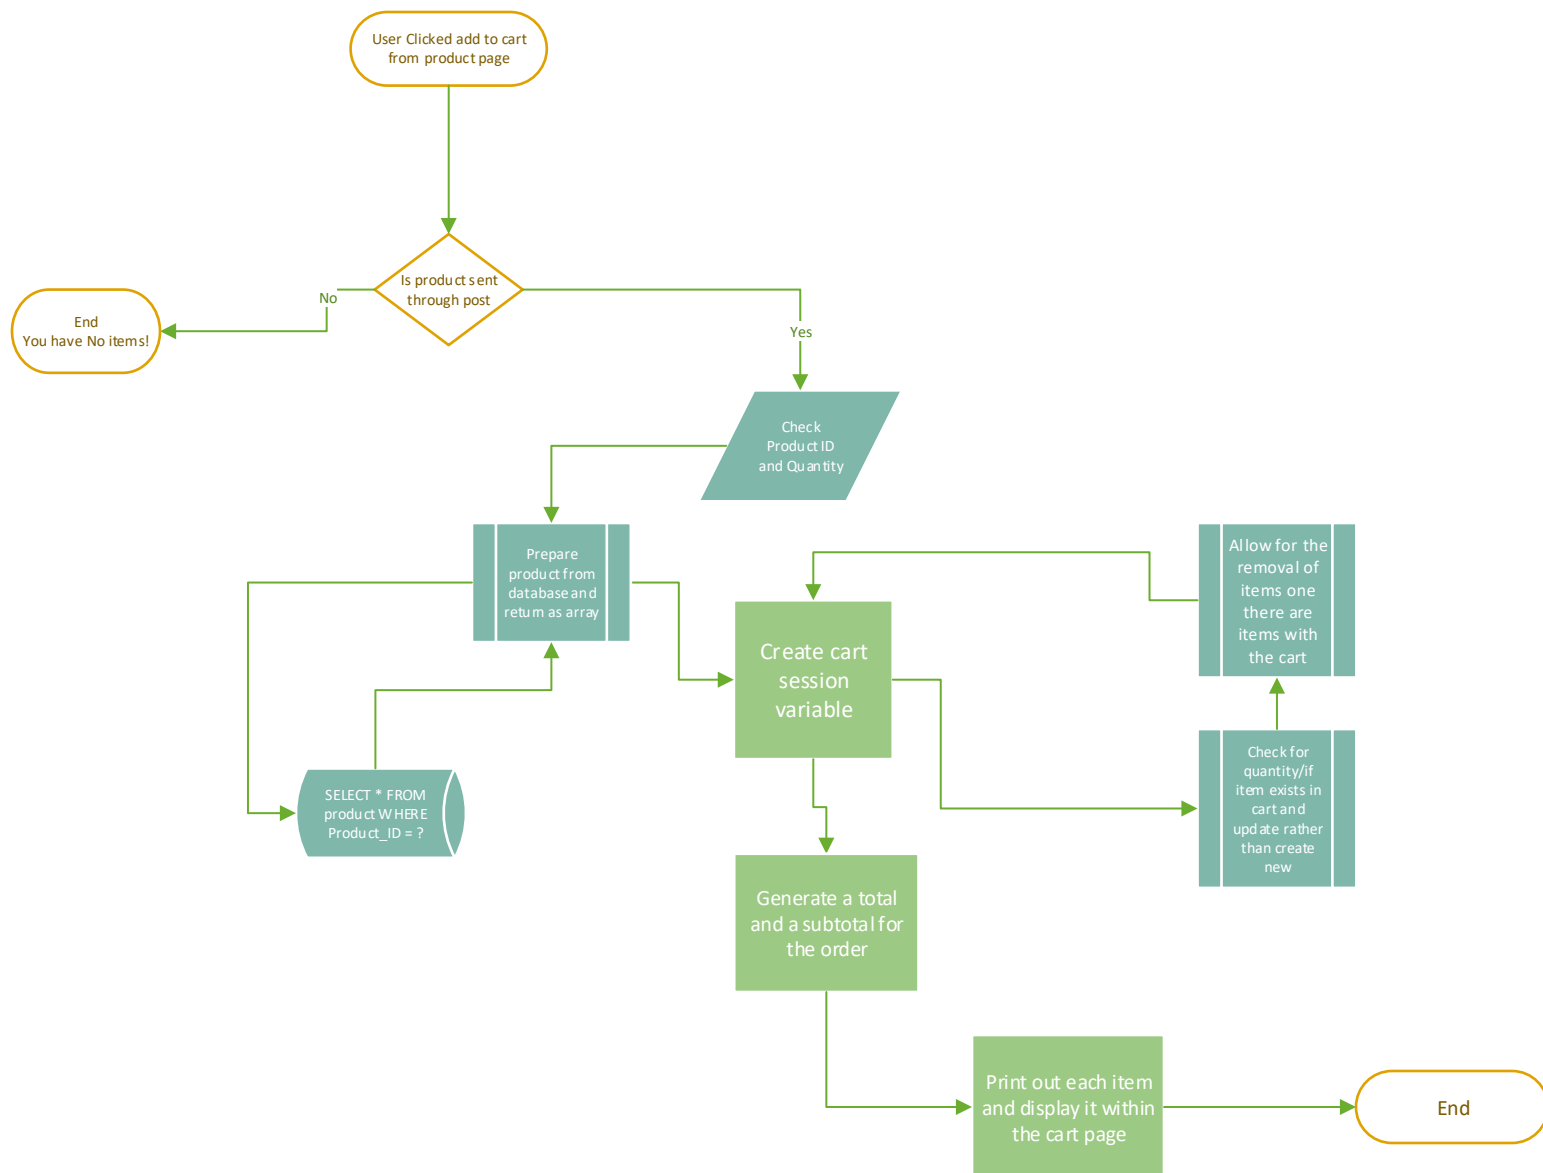 User Clicked add to cart
from product page
Is product sent
through post
No
End
You have No items!
Yes
Check
Product ID
and Quantity
Prepare
product from
database and
return as array
Allow for the
removal of
items one
there are
items with
the cart
Create cart
session
variable
Check for
quantity/if
item exists in
cart and
update rather
than create
new
SELECT * FROM
product WHERE
Product_ID = ?
Generate a total
and a subtotal for
the order
Print out each item
and display it within
the cart page
End